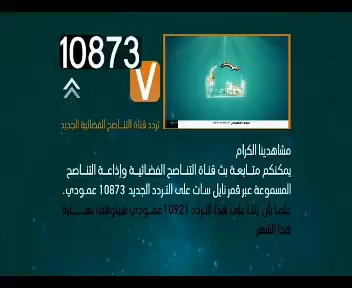 10873
V
تردد قناة التناصح الفضائية الجديد
مشاهدينا الكرام
يمكنكم متابعة بث قناة التناصح الفضائية وإذاعة التناصح
المسموعة عبر قمر نايل سات على التردد الجديد 10873 عمودي.
علما بأن بثنا على هذا التردد 10921 عمودي سيتوقف بنهاية
هذا الشهر